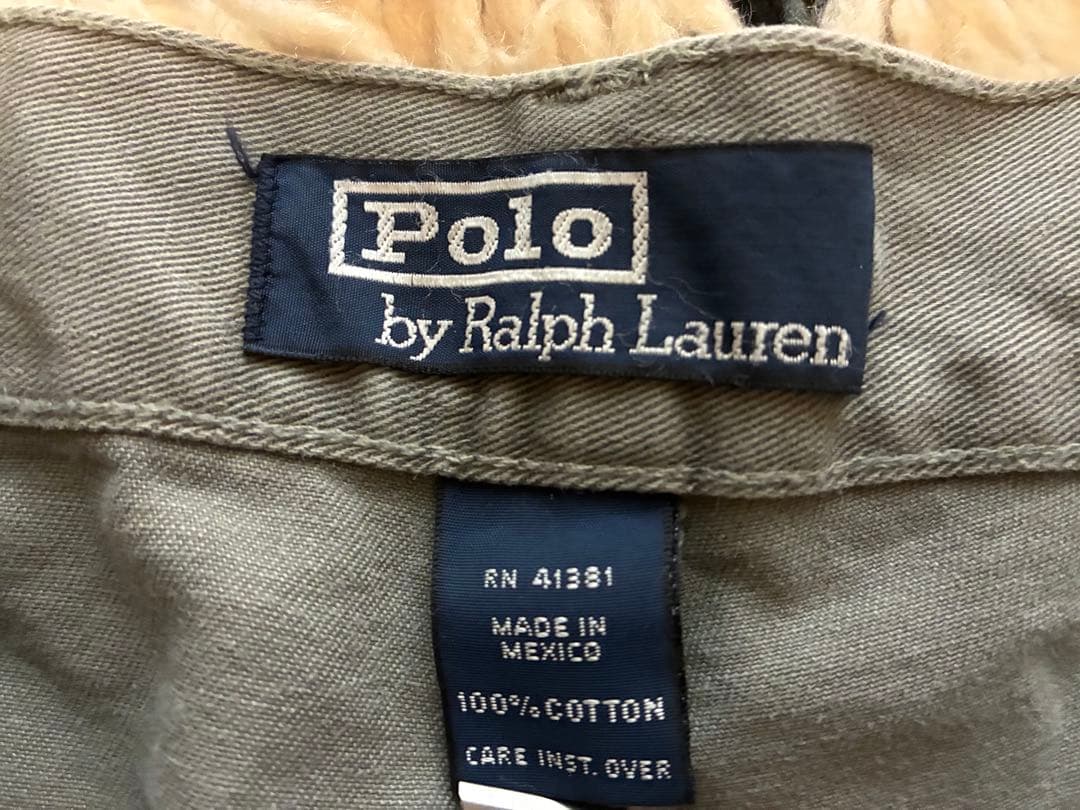 Polo
by Ralph Lauren
RN 41381
MADE IN
MEXICO
100% COTTON
CARE INST. OVER